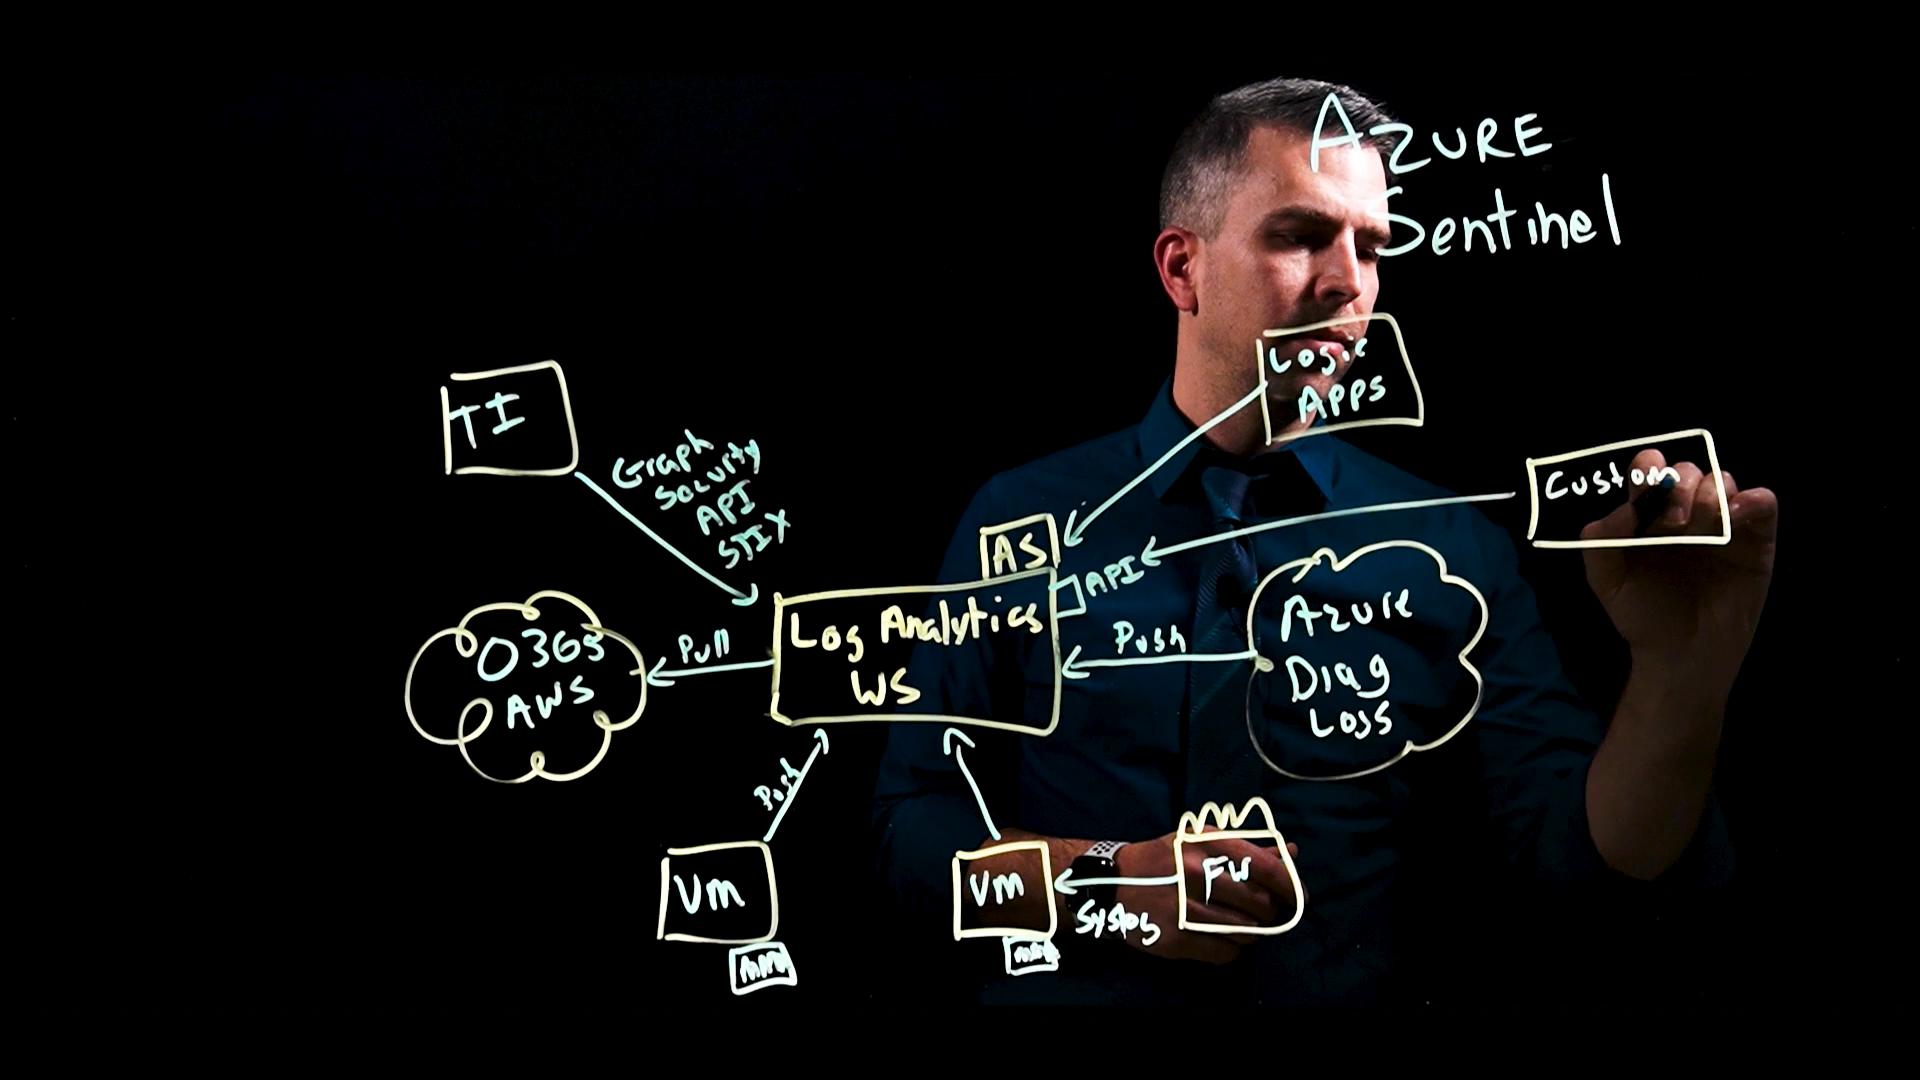 AZURE
Sentinel
Logic
APPS
TI
Graph
Security
API
STIX
Custom
AS
API
Log Analytics
WS
Push
Azure
Diag
Logs
Pull
O365
AWS
Push
VM
MMA
VM
Syslog
FW